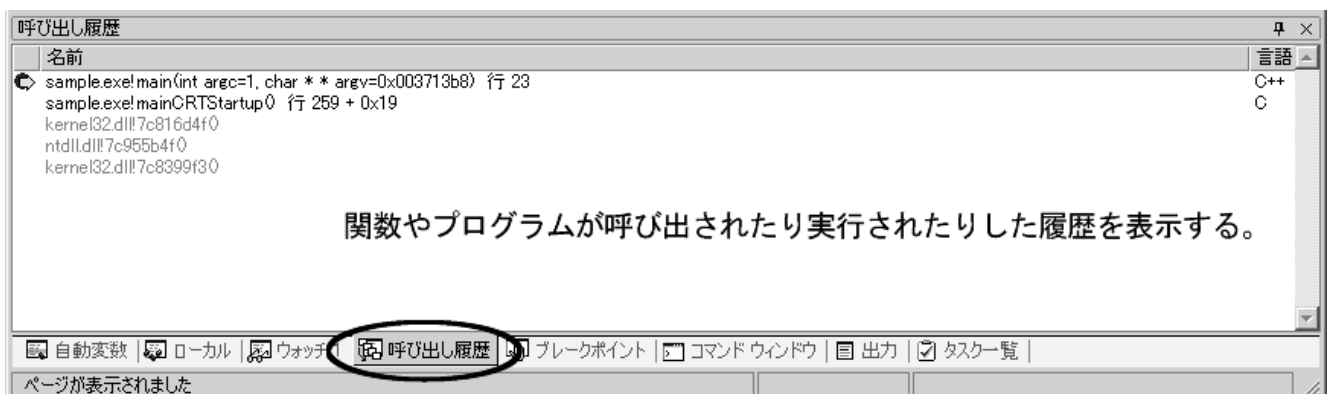 呼び出し履歴
名前 言語
sample.exe!main(int argc=1, char * * argv=0x003713b8) 行 23 C++
sample.exe!mainCRTStartup() 行 259 + 0x19 C
kernel32.dll!7c816d4f()
ntdll.dll!7c955b4f()
kernel32.dll!7c8399f3()
関数やプログラムが呼び出されたり実行されたりした履歴を表示する。
自動変数 ローカル ウォッチ 呼び出し履歴 ブレークポイント コマンド ウィンドウ 出力 タスク一覧
ページが表示されました